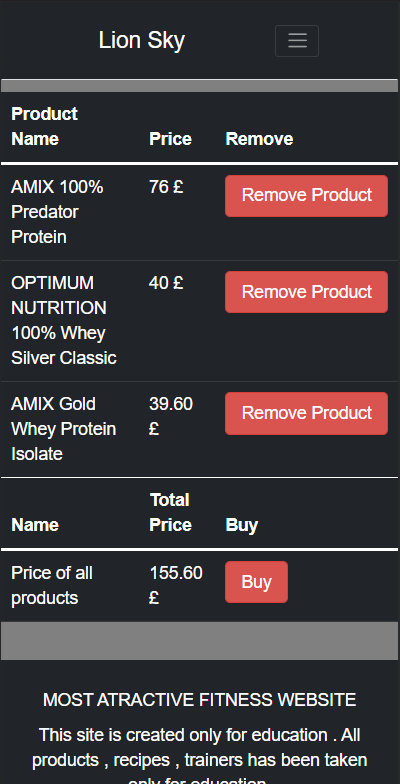 Lion Sky
Product
Name Price Remove
AMIX 100% 76 £ Remove Product
Predator
Protein
OPTIMUM 40 £ Remove Product
NUTRITION
100% Whey
Silver Classic
AMIX Gold 39.60 Remove Product
Whey Protein £
Isolate
Total
Name Price Buy
Price of all 155.60 Buy
products £
MOST ATRACTIVE FITNESS WEBSITE
This site is created only for education . All
products , recipes , trainers has been taken
only for education